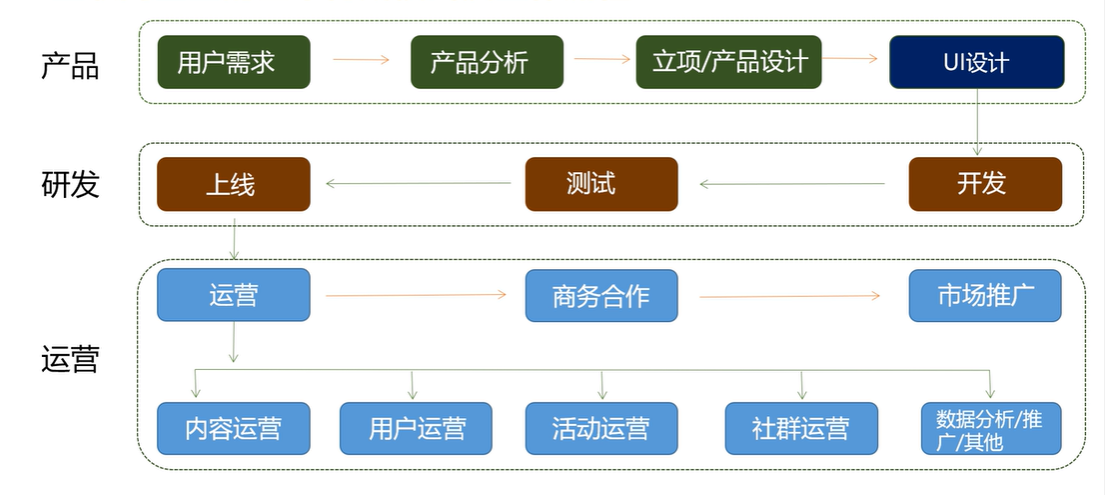 产品
用户需求
产品分析
立项/产品设计
UI设计
研发
上线
测试
开发
运营
运营
商务合作
市场推广
内容运营
用户运营
活动运营
社群运营
数据分析/推
广/其他